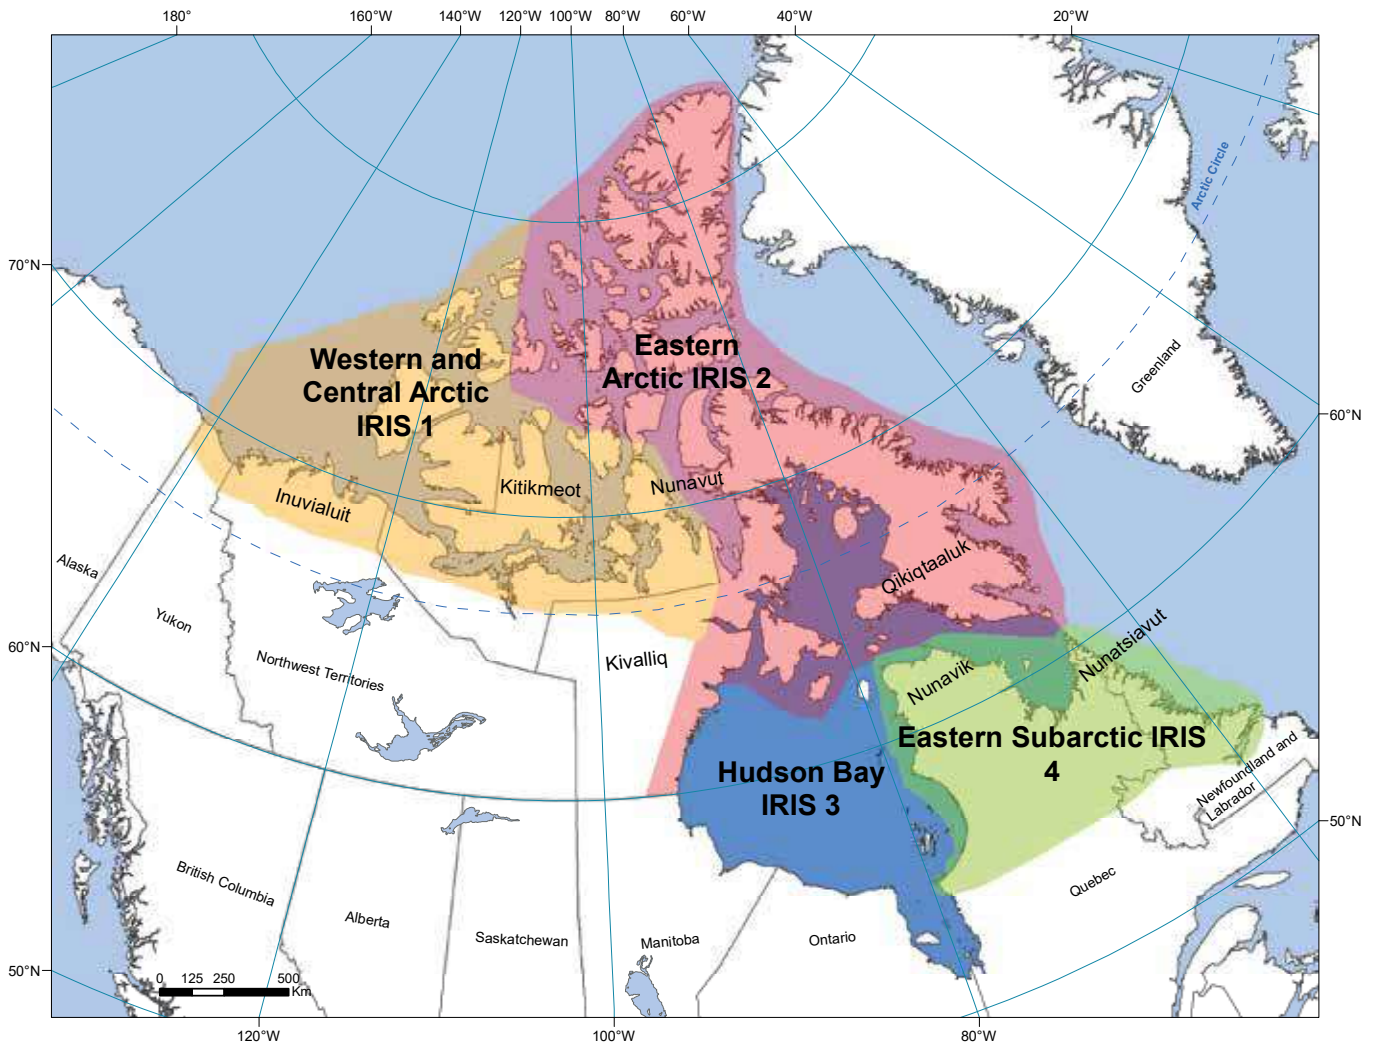 180°
160°W
140°W
120°W
100°W
80°W
60°W
40°W
20°W
Arctic Circle
70°N
Greenland
Western and
Central Arctic
IRIS 1
Eastern
Arctic IRIS 2
60°N
Inuvialuit
Kitikmeot
Nunavut
Qikiqtaaluk
Alaska
Yukon
60°N
Northwest Territories
Kivalliq
Nunavik
Nunatsiavut
Eastern Subarctic IRIS
4
Hudson Bay
IRIS 3
Newfoundland and
Labrador
50°N
British Columbia
Alberta
Saskatchewan
Manitoba
Ontario
Quebec
50°N
0 125 250 500
Km
120°W
100°W
80°W